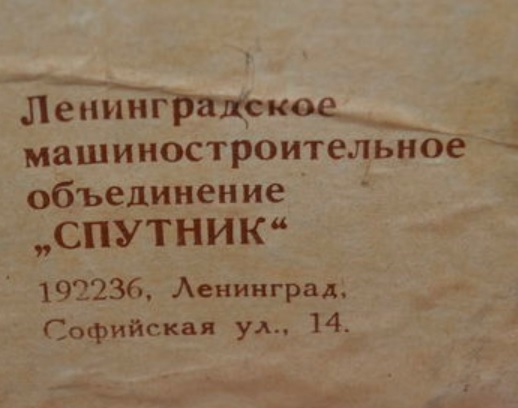 Ленинградское
машиностроительное
объединение
„СПУТНИК“
192236, Ленинград,
Софийская ул., 14.